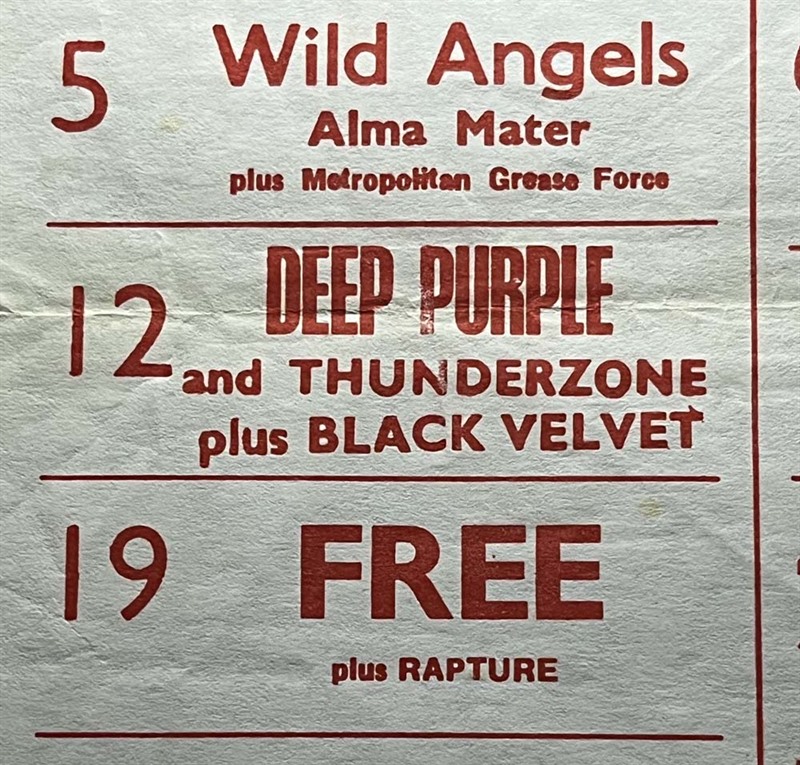 5 Wild Angels
Alma Mater
plus Metropolitan Grease Force
12 DEEP PURPLE
and THUNDERZONE
plus BLACK VELVET
19 FREE
plus RAPTURE